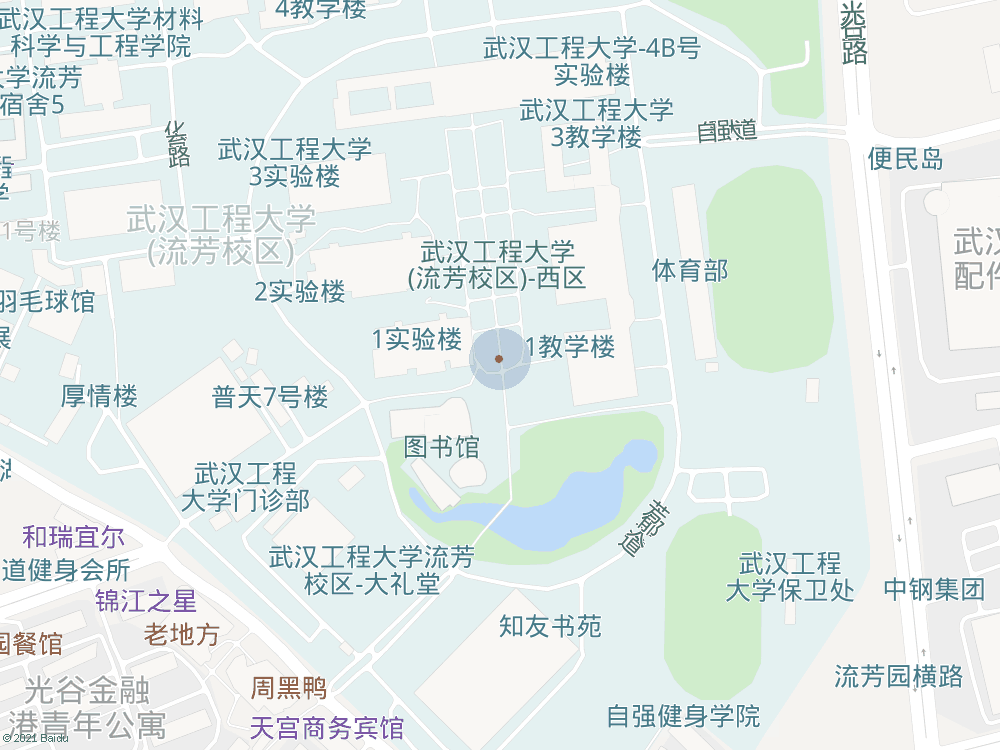 4教学楼
光谷路
武汉工程大学材料
科学与工程学院
武汉工程大学-4B号
实验楼
大学流芳
宿舍5
武汉工程大学
3教学楼
自强大道
华育路
武汉工程大学
3实验楼
便民岛
程
学
1号楼
武汉工程大学
(流芳校区)
武汉工程大学
(流芳校区)-西区
武汉
配件
体育部
2实验楼
羽毛球馆
展
1实验楼
1教学楼
厚情楼
普天7号楼
图书馆
武汉工程
大学门诊部
湖
茅郎道
和瑞宜尔
武汉工程大学流芳
校区-大礼堂
道健身会所
武汉工程
大学保卫处
中钢集团
锦江之星
知友书苑
老地方
园餐馆
流芳园横路
光谷金融
港青年公寓
周黑鸭
自强健身学院
天宫商务宾馆
© 2021 Baidu